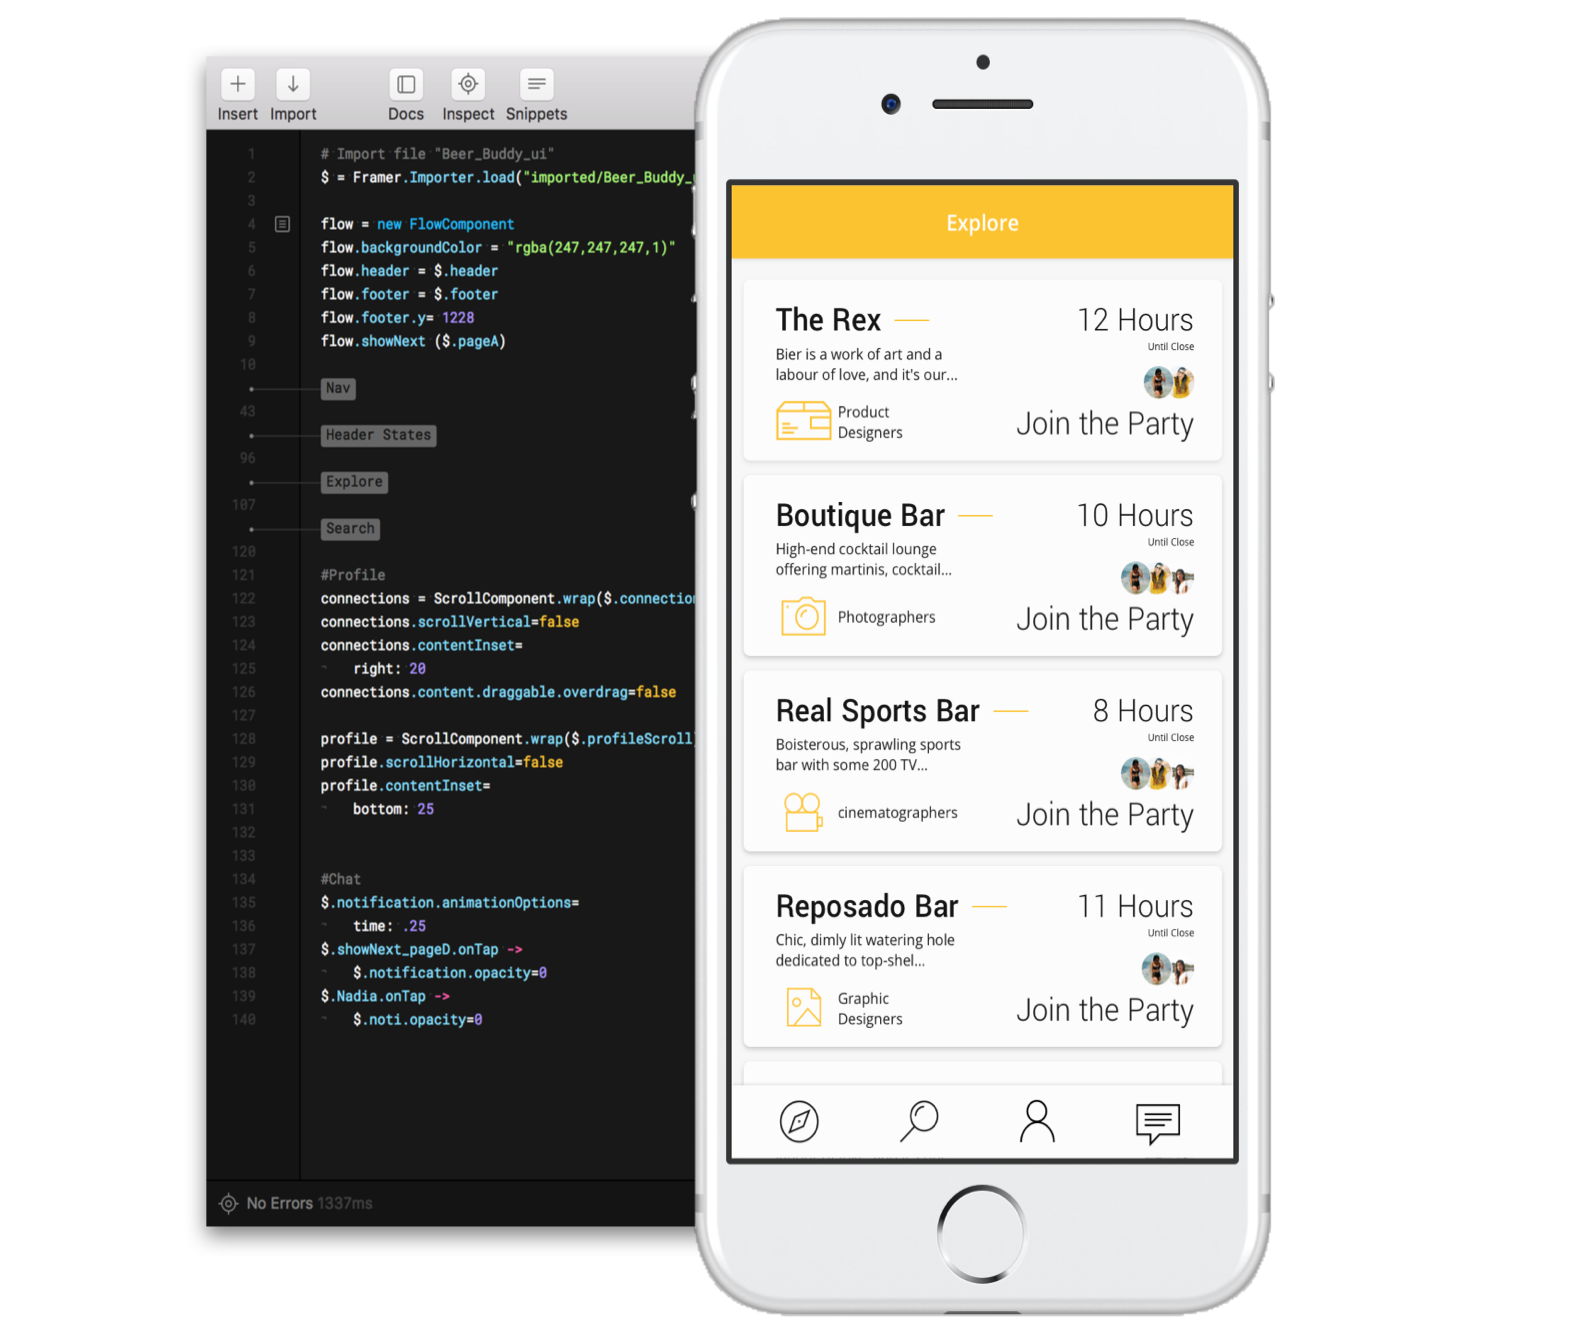 Insert Import Docs Inspect Snippets
1 # Import file "Beer_Buddy_ui"
2 $ = Framer.Importer.load("imported/Beer_Buddy_
3
4 flow = new FlowComponent
5 flow.backgroundColor = "rgba(247,247,247,1)"
6 flow.header = $.header
7 flow.footer = $.footer
8 flow.footer.y= 1228
9 flow.showNext ($.pageA)
10
Nav
43
Header States
96
Explore
107
Search
120
121 #Profile
122 connections = ScrollComponent.wrap($.connection
123 connections.scrollVertical=false
124 connections.contentInset=
125 right: 20
126 connections.content.draggable.overdrag=false
127
128 profile = ScrollComponent.wrap($.profileScroll)
129 profile.scrollHorizontal=false
130 profile.contentInset=
131 bottom: 25
132
133
134 #Chat
135 $.notification.animationOptions=
136 time: .25
137 $.showNext_pageD.onTap ->
138 $.notification.opacity=0
139 $.Nadia.onTap ->
140 $.noti.opacity=0
No Errors 1337ms
Explore
The Rex
12 Hours
Until Close
Bier is a work of art and a
labour of love, and it's our...
Product
Designers
Join the Party
Boutique Bar
10 Hours
Until Close
High-end cocktail lounge
offering martinis, cocktail...
Photographers
Join the Party
Real Sports Bar
8 Hours
Until Close
Boisterous, sprawling sports
bar with some 200 TV...
cinematographers
Join the Party
Reposado Bar
11 Hours
Until Close
Chic, dimly lit watering hole
dedicated to top-shel...
Graphic
Designers
Join the Party